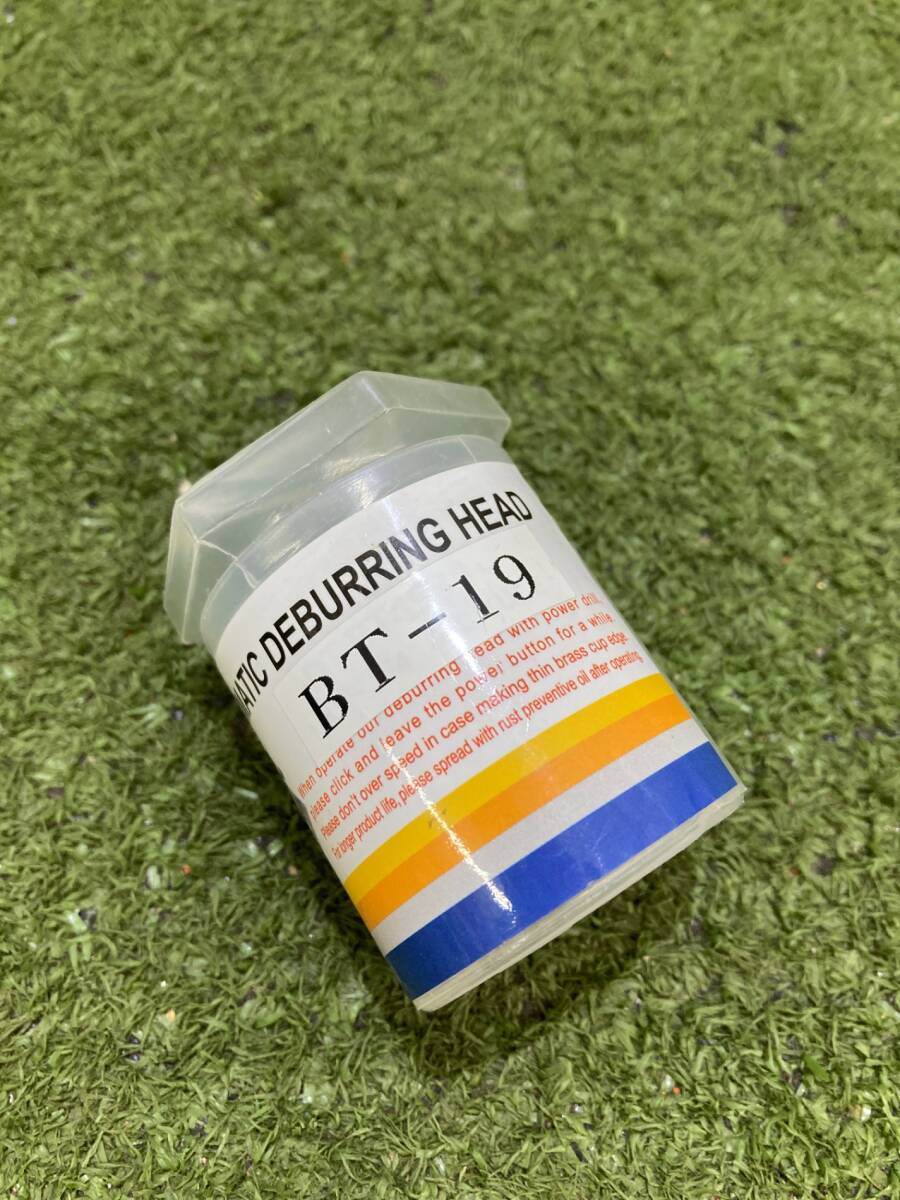 MATIC DEBURRING HEAD
BT-19
When operate our deburring head with power drill,
please click and leave the power button for a while.
Please don't over speed in case making thin brass cup edge.
For longer product life, please spread with rust preventive oil after operating.